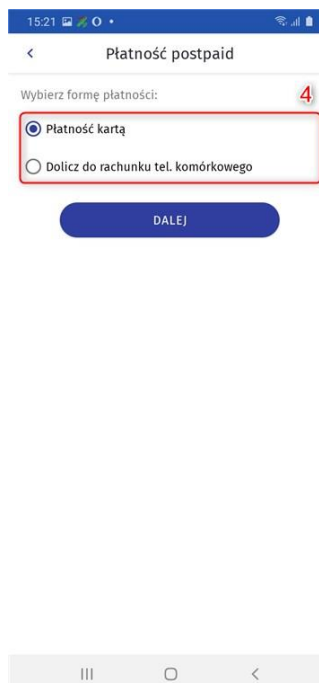 15:21
Płatność postpaid
Wybierz formę płatności:
4
Płatność kartą
Dolicz do rachunku tel. komórkowego
DALEJ